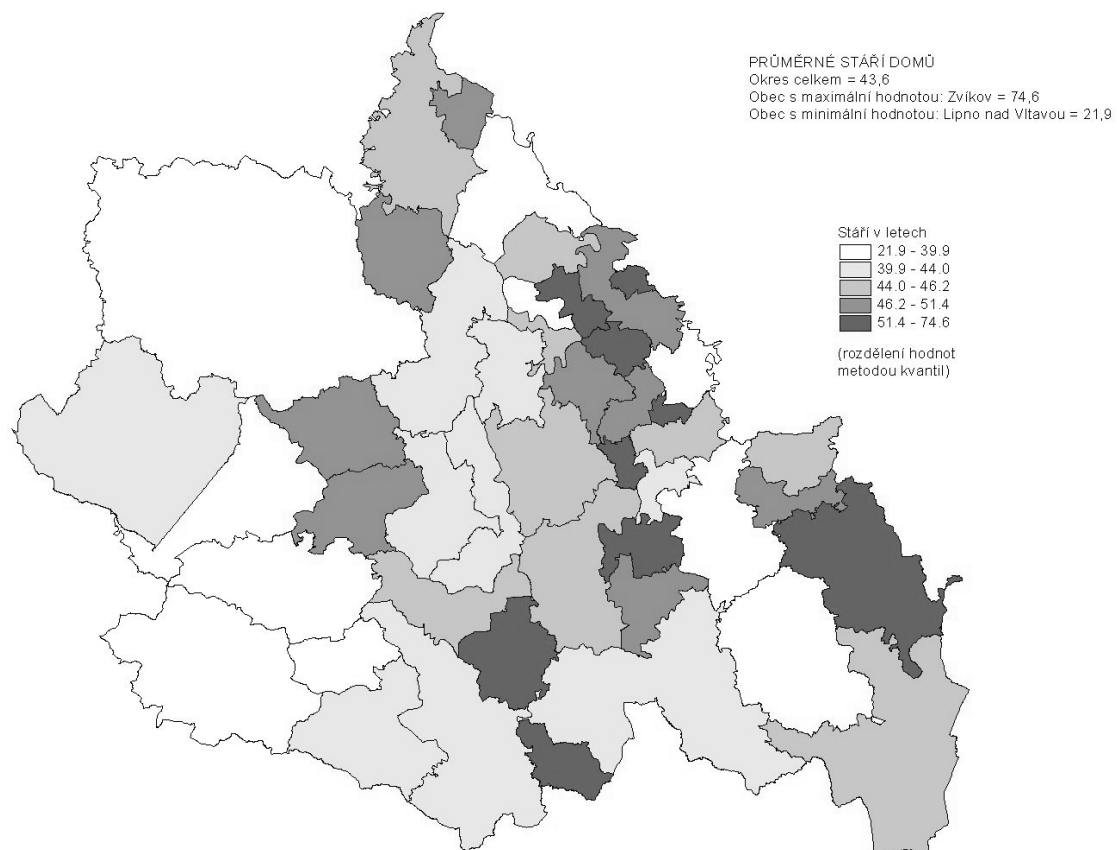 PRŮMĚRNÉ STÁŘÍ DOMŮ
Okres celkem = 43,6
Obec s maximální hodnotou: Zvíkov = 74,6
Obec s minimální hodnotou: Lipno nad Vltavou = 21,9
Stáří v letech
21.9 - 39.9
39.9 - 44.0
44.0 - 46.2
46.2 - 51.4
51.4 - 74.6
(rozdělení hodnot
metodou kvantil)